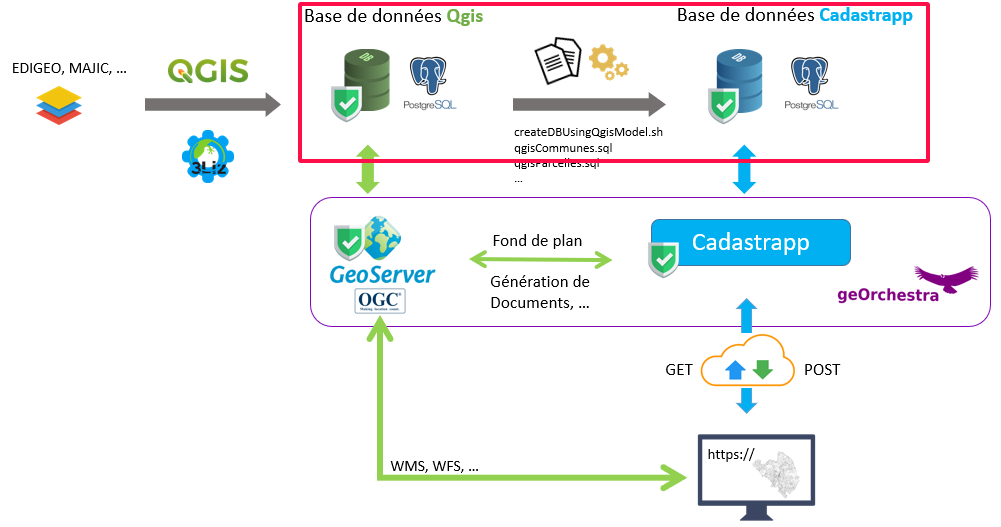 Base de données Qgis
Base de données Cadastrapp
EDIGEO, MAJIC, ...
QGIS
3Liz
DB
PostgreSQL
DB
PostgreSQL
createDBUsingQgisModel.sh
qgisCommunes.sql
qgisParcelles.sql
...
GeoServer
OGC®
Fond de plan
Génération de
Documents, ...
Cadastrapp
geOrchestra
GET
POST
WMS, WFS, ...
https://